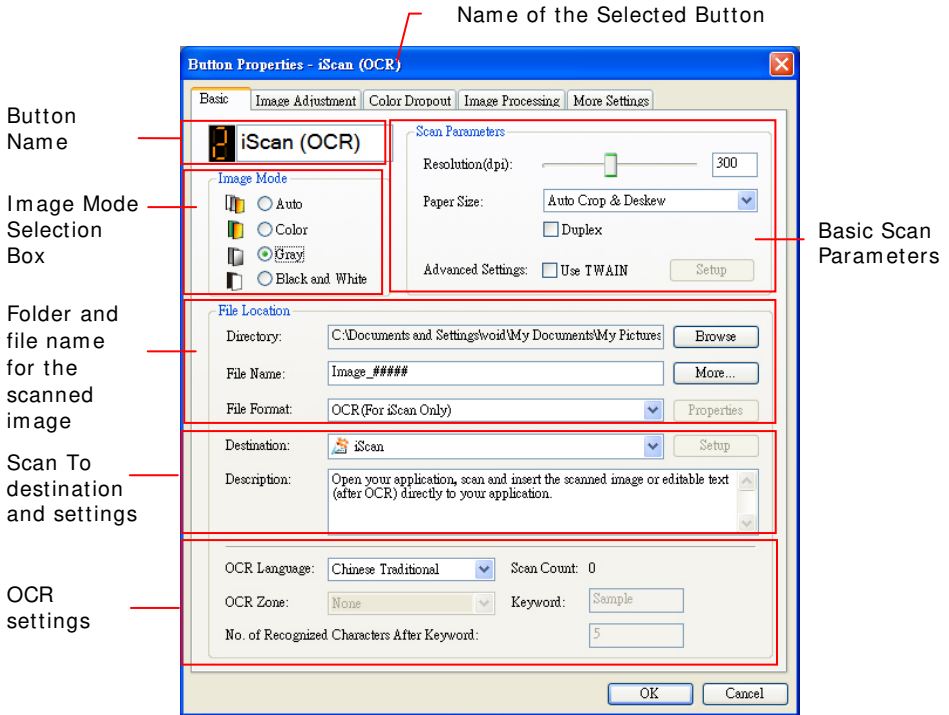 Name of the Selected Button
Button Properties - iScan (OCR)
Basic Image Adjustment Color Dropout Image Processing More Settings
Button
Name
2 iScan (OCR)
Image Mode
Auto
Color
Gray
Black and White
Image Mode
Selection
Box
Scan Parameters
Resolution(dpi): 300
Paper Size: Auto Crop & Deskew
Duplex
Advanced Settings: Use TWAIN Setup
Basic Scan
Parameters
Folder and
file name
for the
scanned
image
File Location
Directory: C:\Documents and Settings\void\My Documents\My Pictures Browse
File Name: Image_##### More...
File Format: OCR(For iScan Only) Properties
Scan To
destination
and settings
Destination: iScan Setup
Description: Open your application, scan and insert the scanned image or editable text
(after OCR) directly to your application.
OCR
settings
OCR Language: Chinese Traditional Scan Count: 0
OCR Zone: None Keyword: Sample
No. of Recognized Characters After Keyword: 5
OK Cancel